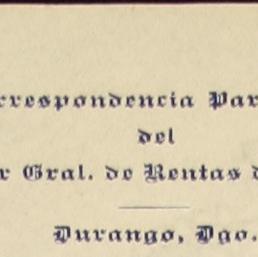 rrespondencia Par
del
r Gral. de Rentas d
Durango, Dgo.